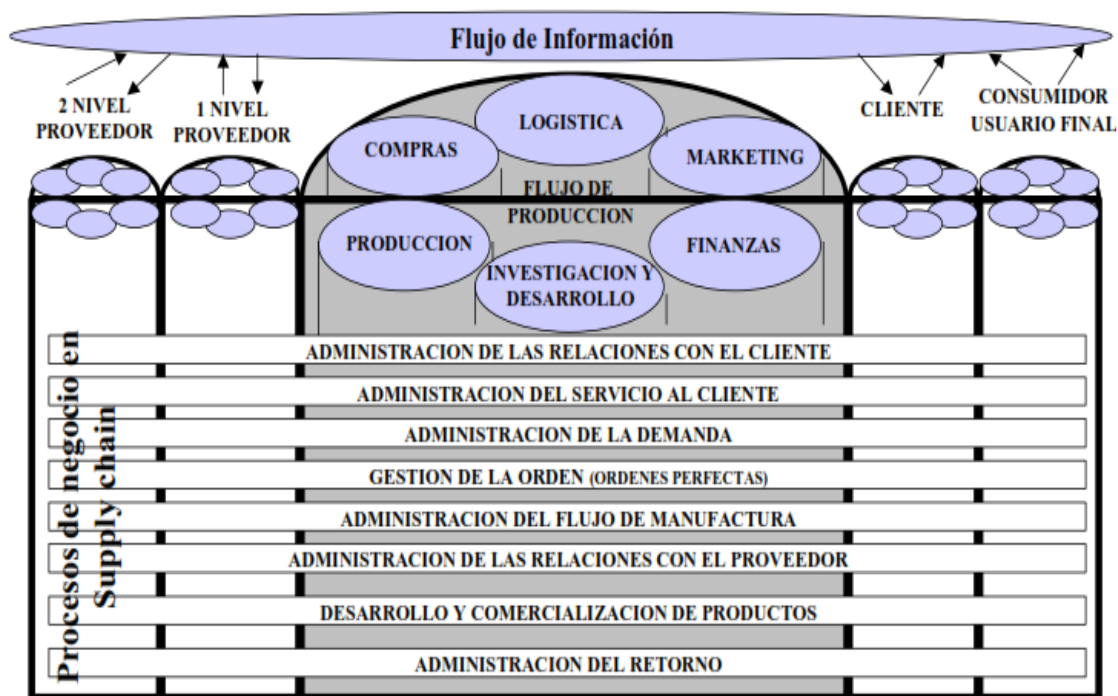 Flujo de Información
2 NIVEL
PROVEEDOR
1 NIVEL
PROVEEDOR
CLIENTE
CONSUMIDOR
USUARIO FINAL
LOGISTICA
COMPRAS
MARKETING
FLUJO DE
PRODUCCION
PRODUCCION
FINANZAS
INVESTIGACION Y
DESARROLLO
Procesos de negocio en
Supply chain
ADMINISTRACION DE LAS RELACIONES CON EL CLIENTE
ADMINISTRACION DEL SERVICIO AL CLIENTE
ADMINISTRACION DE LA DEMANDA
GESTION DE LA ORDEN (ORDENES PERFECTAS)
ADMINISTRACION DEL FLUJO DE MANUFACTURA
ADMINISTRACION DE LAS RELACIONES CON EL PROVEEDOR
DESARROLLO Y COMERCIALIZACION DE PRODUCTOS
ADMINISTRACION DEL RETORNO